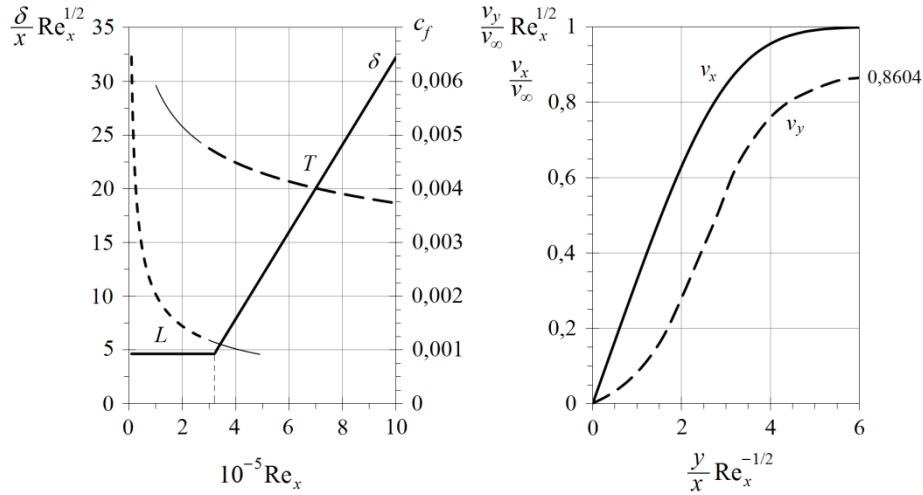 δ/x Re_x^{1/2}
c_f
35
30
25
20
15
10
5
0
0,006
0,005
0,004
0,003
0,002
0,001
0
δ
T
L
0 2 4 6 8 10
10^{-5} Re_x
v_y/v_∞ Re_x^{1/2}
v_x/v_∞
1
0,8
0,6
0,4
0,2
0
v_x
v_y
0,8604
0 2 4 6
y/x Re_x^{-1/2}